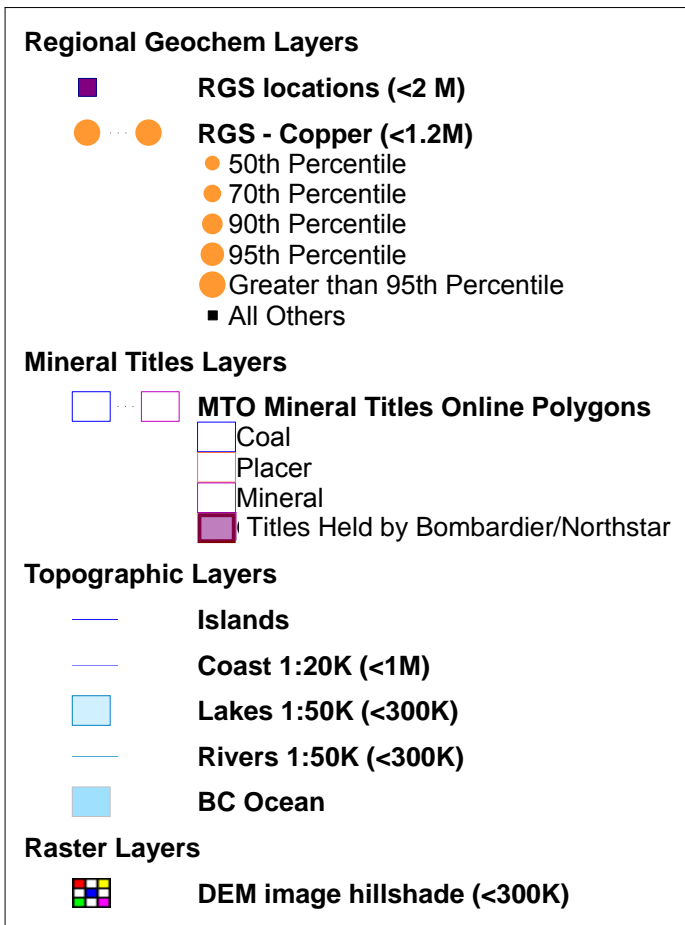 Regional Geochem Layers
RGS locations (<2 M)
RGS - Copper (<1.2M)
50th Percentile
70th Percentile
90th Percentile
95th Percentile
Greater than 95th Percentile
All Others
Mineral Titles Layers
MTO Mineral Titles Online Polygons
Coal
Placer
Mineral
Titles Held by Bombardier/Northstar
Topographic Layers
Islands
Coast 1:20K (<1M)
Lakes 1:50K (<300K)
Rivers 1:50K (<300K)
BC Ocean
Raster Layers
DEM image hillshade (<300K)